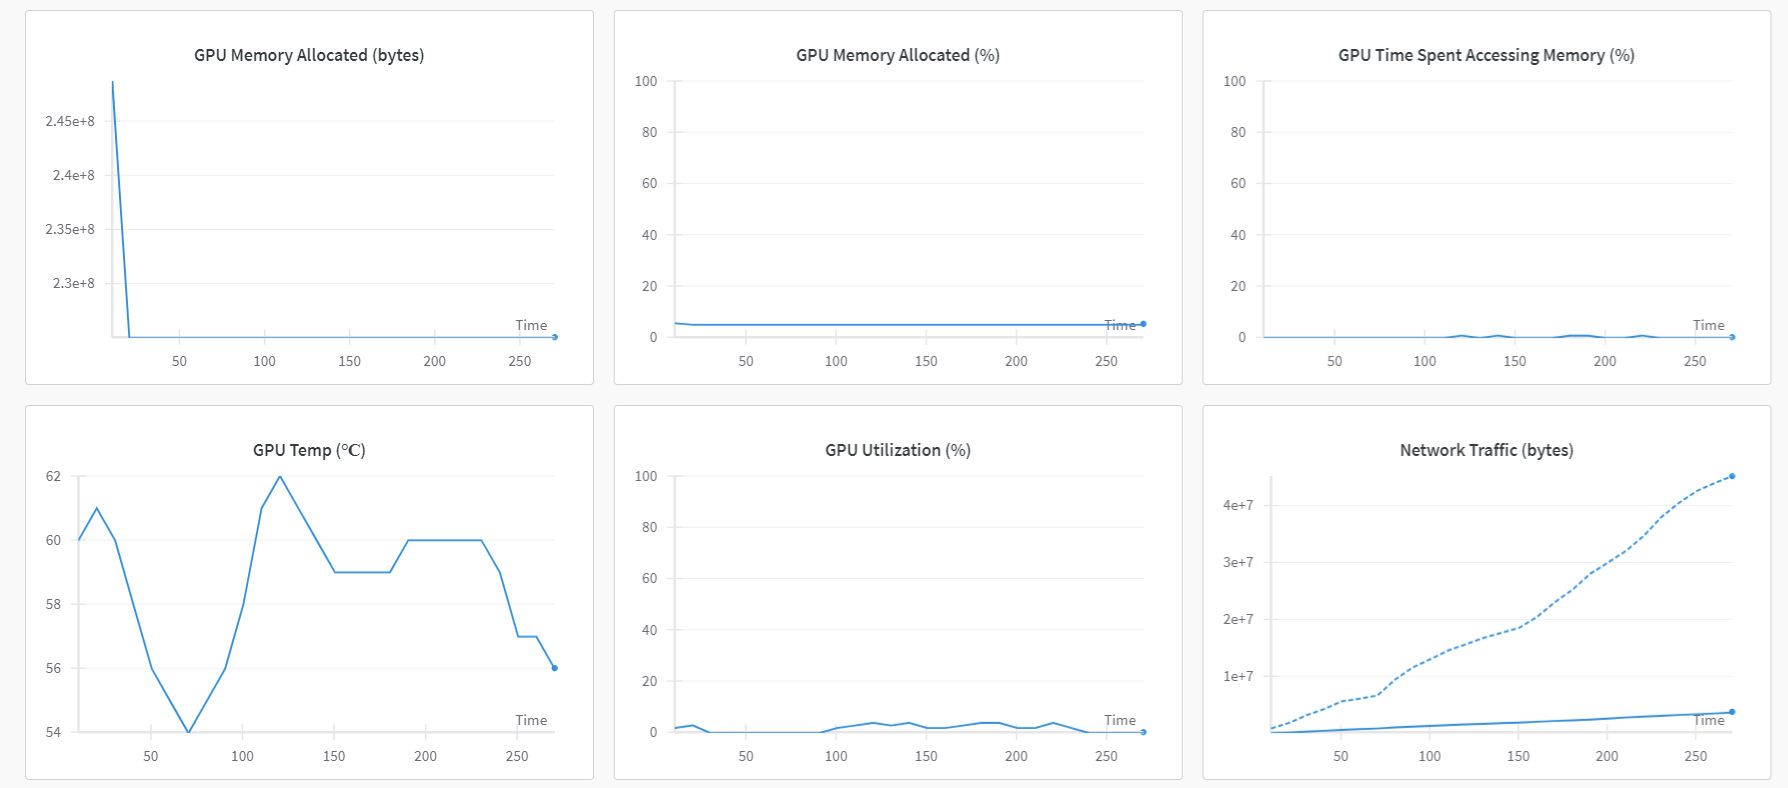 GPU Memory Allocated (bytes)
2.45e+8
2.4e+8
2.35e+8
2.3e+8
Time
50 100 150 200 250
GPU Memory Allocated (%)
100
80
60
40
20
0
Time
50 100 150 200 250
GPU Time Spent Accessing Memory (%)
100
80
60
40
20
0
Time
50 100 150 200 250
GPU Temp (℃)
62
60
58
56
54
Time
50 100 150 200 250
GPU Utilization (%)
100
80
60
40
20
0
Time
50 100 150 200 250
Network Traffic (bytes)
4e+7
3e+7
2e+7
1e+7
Time
50 100 150 200 250